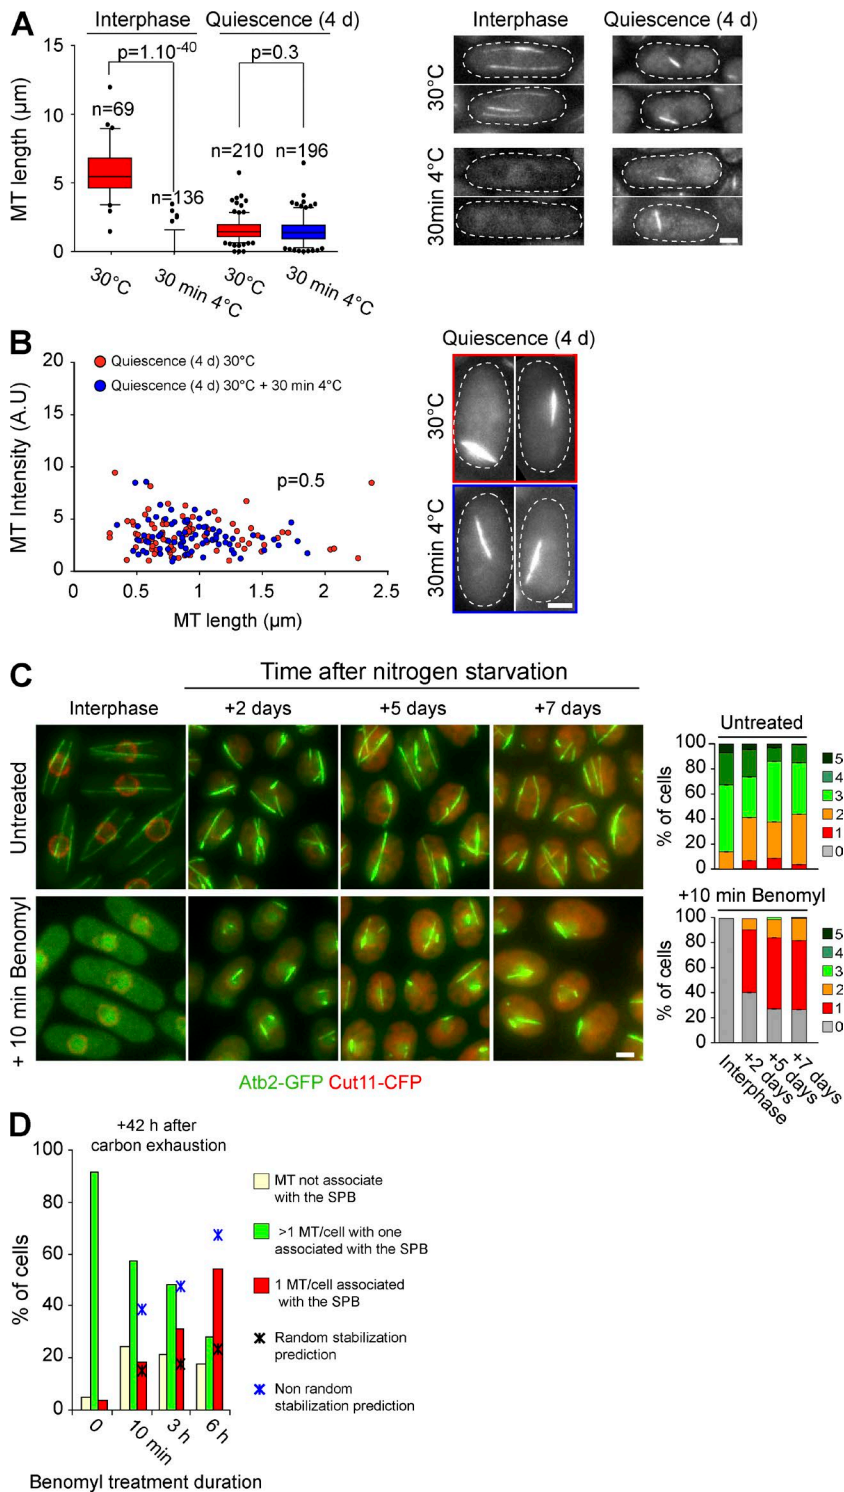 A
Interphase
Quiescence (4 d)
MT length (μm)
15
10
5
0
p=1.10-40
p=0.3
n=69
n=136
n=210
n=196
30°C
30 min 4°C
30°C
30 min 4°C
Interphase
Quiescence (4 d)
30°C
30min 4°C
B
MT Intensity (A.U)
20
15
10
5
0
Quiescence (4 d) 30°C
Quiescence (4 d) 30°C + 30 min 4°C
p=0.5
0
0.5
1
1.5
2
2.5
MT length (μm)
Quiescence (4 d)
30°C
30min 4°C
C
Time after nitrogen starvation
Interphase
+2 days
+5 days
+7 days
Untreated
+ 10 min Benomyl
Atb2-GFP Cut11-CFP
Untreated
% of cells
100
80
60
40
20
0
5
4
3
2
1
0
+10 min Benomyl
% of cells
100
80
60
40
20
0
5
4
3
2
1
0
Interphase
+2 days
+5 days
+7 days
D
+42 h after
carbon exhaustion
% of cells
100
80
60
40
20
0
0
10 min
3 h
6 h
Benomyl treatment duration
MT not associate
with the SPB
>1 MT/cell with one
associated with the SPB
1 MT/cell associated
with the SPB
Random stabilization
prediction
Non random
stabilization prediction